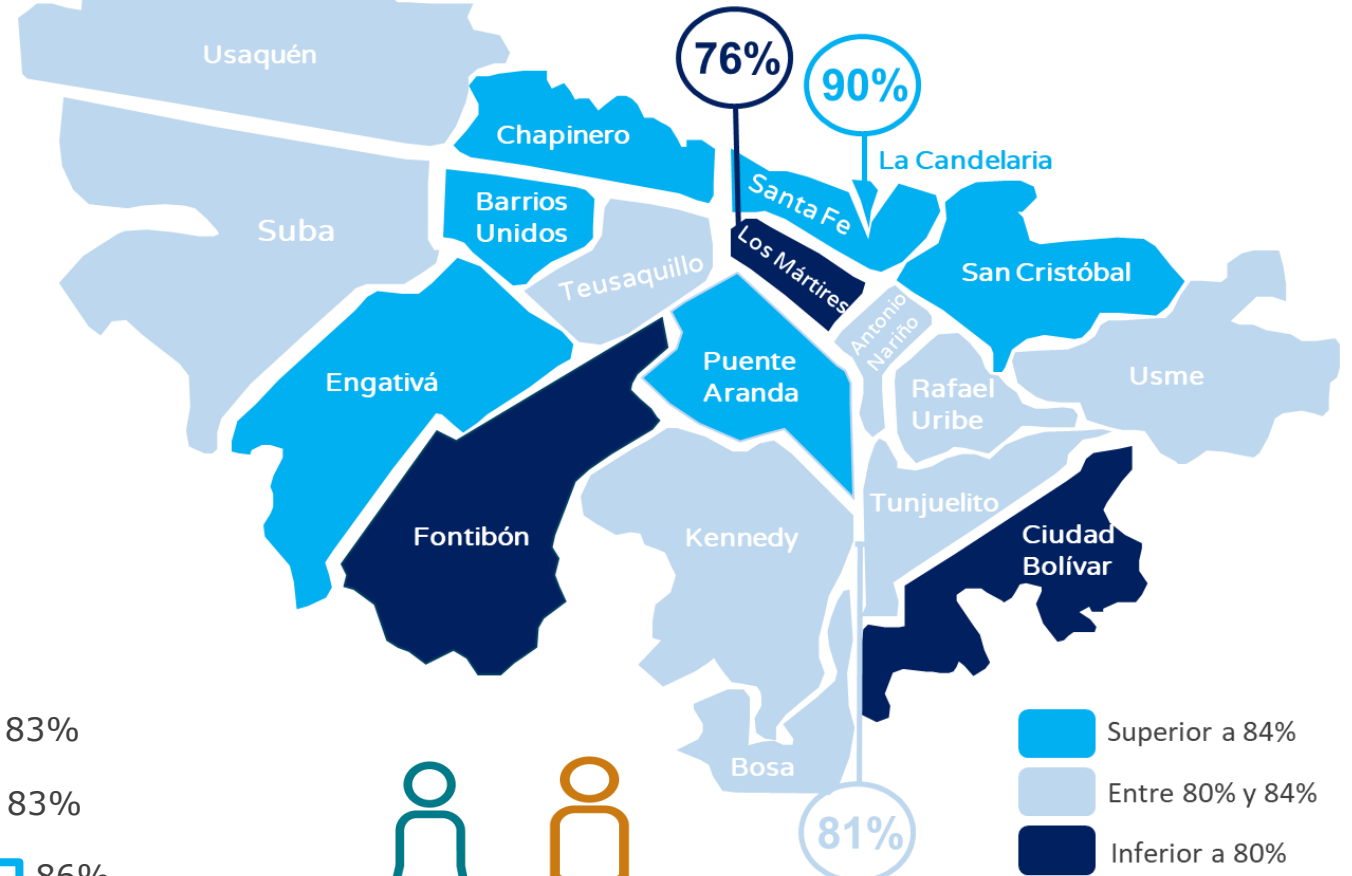 Usaquén
76%
90%
Chapinero
La Candelaria
Santa Fe
Barrios
Unidos
Suba
Los Mártires
Teusaquillo
San Cristóbal
Antonio
Nariño
Puente
Aranda
Engativá
Rafael
Uribe
Usme
Tunjuelito
Fontibón
Kennedy
Ciudad
Bolívar
83%
Superior a 84%
Bosa
83%
Entre 80% y 84%
81%
Inferior a 80%
86%